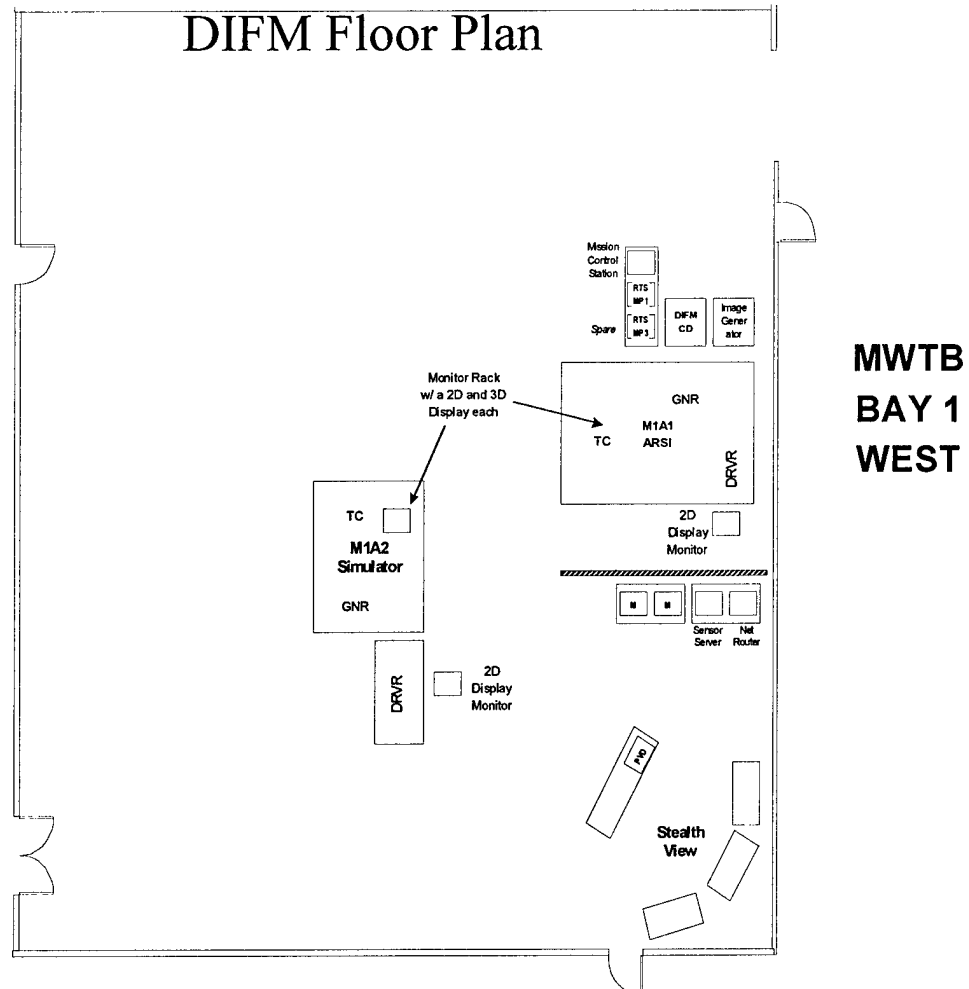 DIFM Floor Plan
Mission
Control
Station
RTS
MP1
Spare
RTS
MP3
DIFM
CD
Image
Gener
ator
MWTB
BAY 1
WEST
Monitor Rack
w/ a 2D and 3D
Display each
GNR
TC
M1A1
ARSI
DRVR
2D
Display
Monitor
TC
M1A2
Simulator
GNR
M
M
Sensor
Server
Net
Router
DRVR
2D
Display
Monitor
PVD
Stealth
View